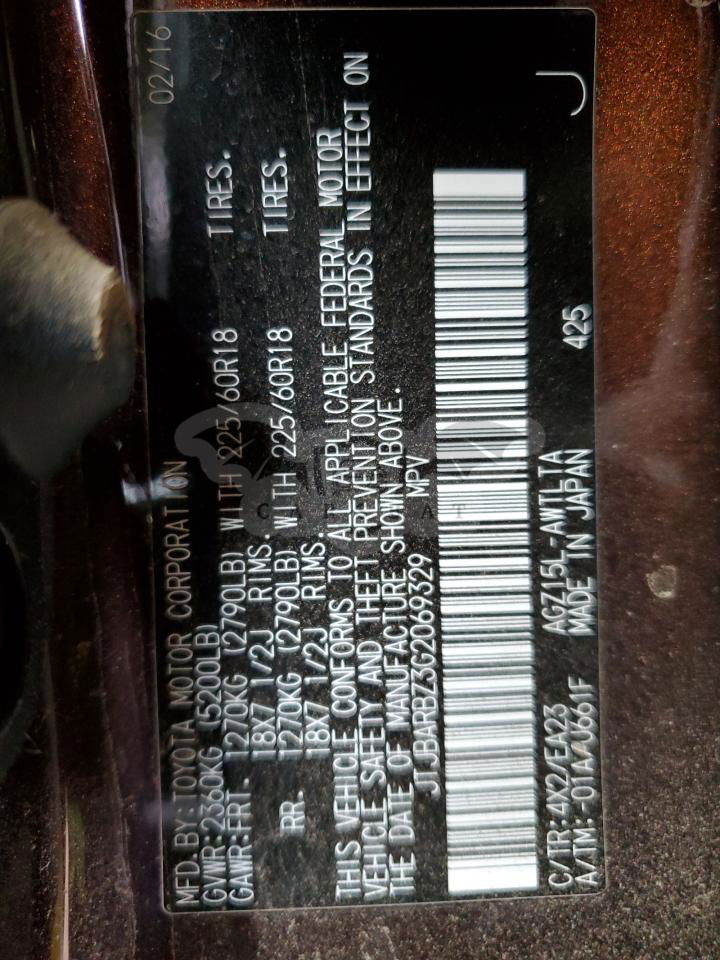 MFD.BY: TOYOTA MOTOR CORPORATION 02/16
GVWR: 2360KG (5200LB)
GAWR: FRT. 1270KG (2790LB) WITH 225/60R18 TIRES.
18X7 1/2J RIMS.
RR. 1270KG (2790LB) WITH 225/60R18 TIRES.
18X7 1/2J RIMS.
THIS VEHICLE CONFORMS TO ALL APPLICABLE FEDERAL MOTOR
VEHICLE SAFETY AND THEFT PREVENTION STANDARDS IN EFFECT ON
THE DATE OF MANUFACTURE SHOWN ABOVE.
JTJBARBZ3G2069329 MPV
C/TR: 4X2/EA23 AGZ15L-AWTLTA J
A/TM: -01A/U661F MADE IN JAPAN 425